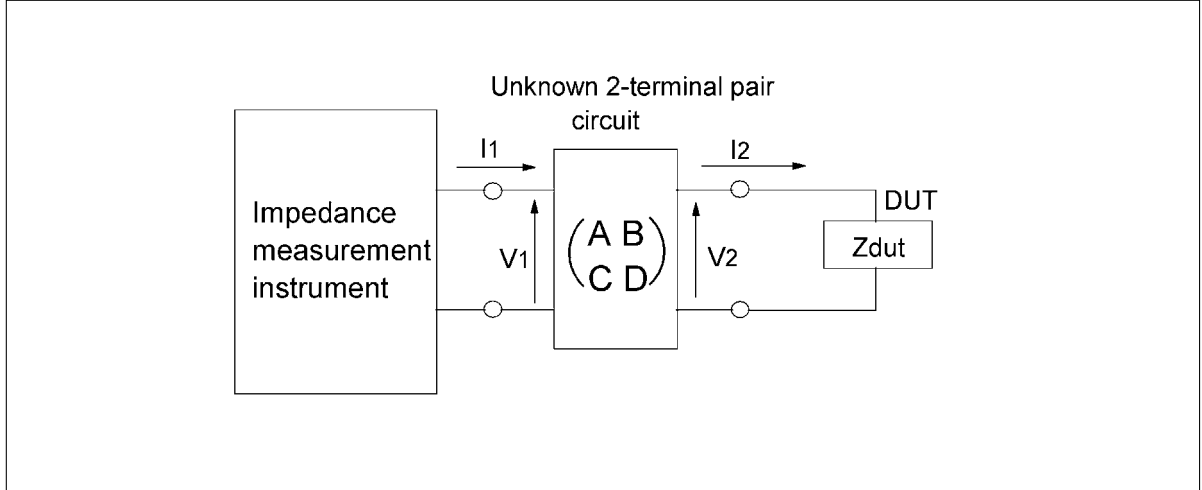 Unknown 2-terminal pair
circuit
I1
I2
Impedance
measurement
instrument
V1
A B
C D
V2
DUT
Zdut